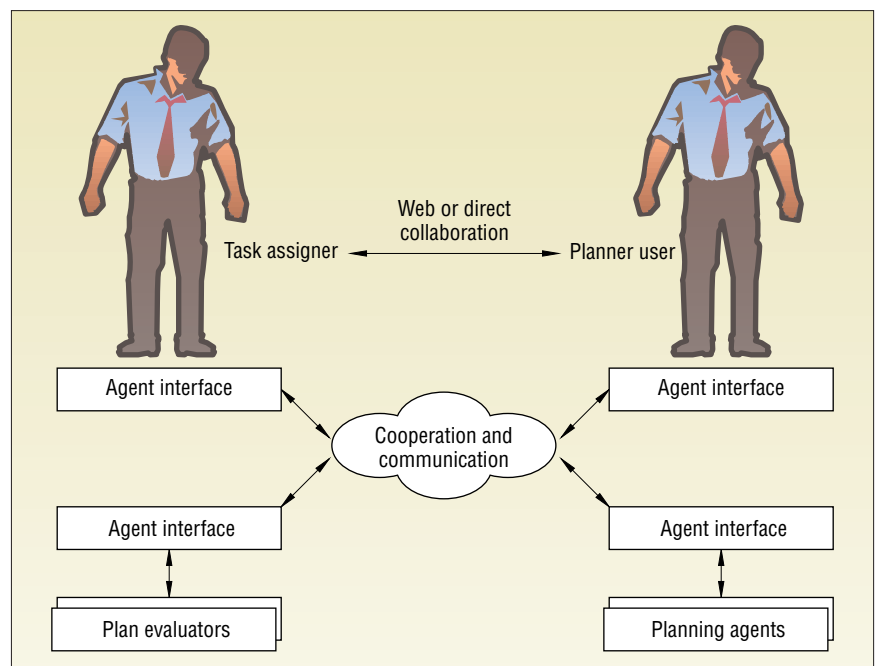 Web or direct
collaboration
Task assigner
Planner user
Agent interface
Agent interface
Cooperation and
communication
Agent interface
Agent interface
Plan evaluators
Planning agents